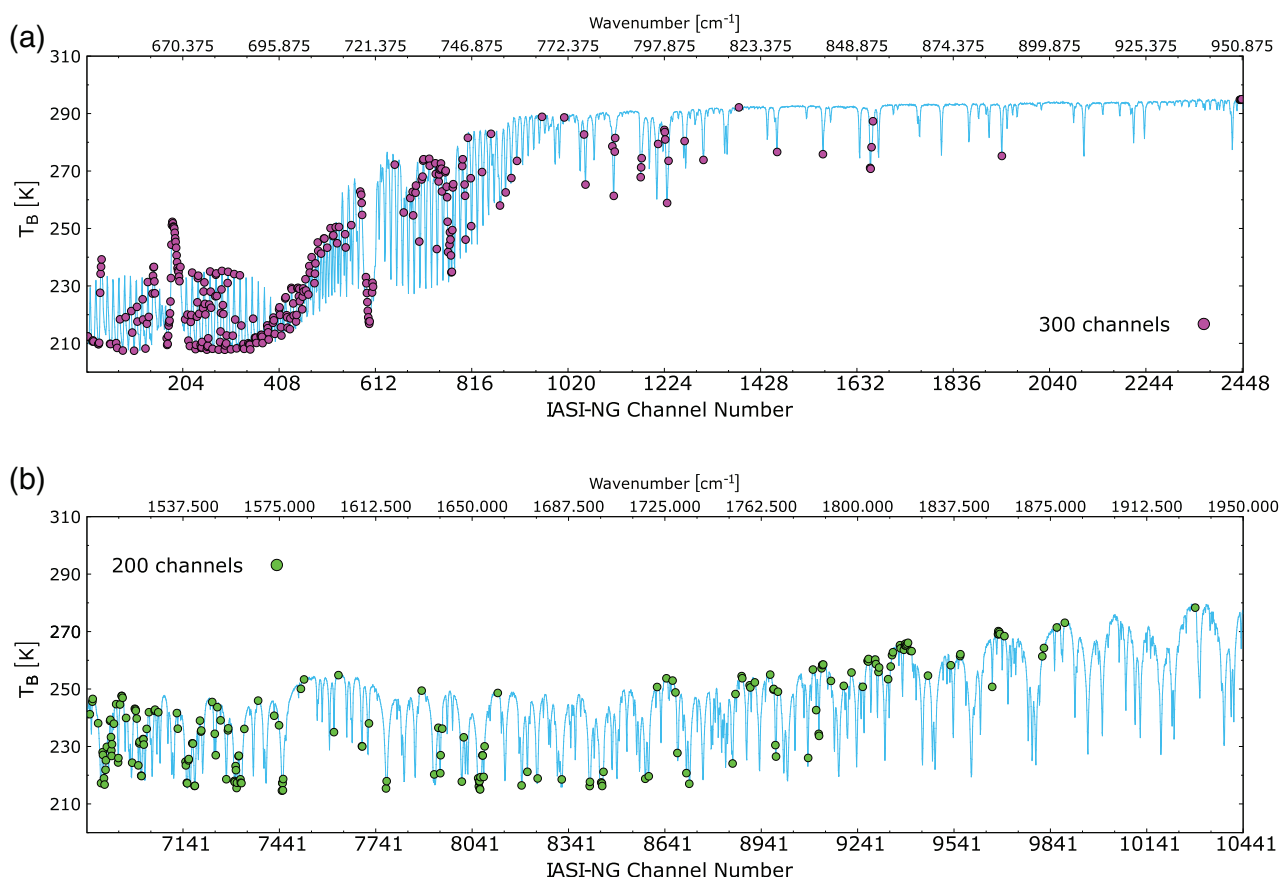 (a)
Wavenumber [cm⁻¹]
670.375 695.875 721.375 746.875 772.375 797.875 823.375 848.875 874.375 899.875 925.375 950.875
310
290
270
250
230
210
T_B [K]
300 channels
204 408 612 816 1020 1224 1428 1632 1836 2040 2244 2448
IASI-NG Channel Number
(b)
Wavenumber [cm⁻¹]
1537.500 1575.000 1612.500 1650.000 1687.500 1725.000 1762.500 1800.000 1837.500 1875.000 1912.500 1950.000
310
290
270
250
230
210
T_B [K]
200 channels
7141 7441 7741 8041 8341 8641 8941 9241 9541 9841 10141 10441
IASI-NG Channel Number